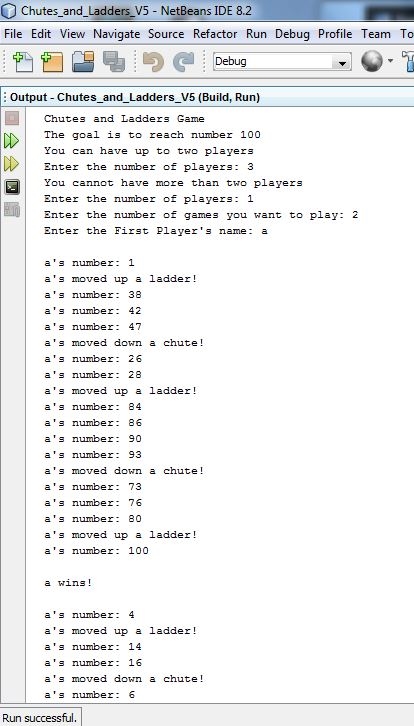 Chutes_and_Ladders_V5 - NetBeans IDE 8.2
File Edit View Navigate Source Refactor Run Debug Profile Team To
Debug
Output - Chutes_and_Ladders_V5 (Build, Run)
Chutes and Ladders Game
The goal is to reach number 100
You can have up to two players
Enter the number of players: 3
You cannot have more than two players
Enter the number of players: 1
Enter the number of games you want to play: 2
Enter the First Player's name: a
a's number: 1
a's moved up a ladder!
a's number: 38
a's number: 42
a's number: 47
a's moved down a chute!
a's number: 26
a's number: 28
a's moved up a ladder!
a's number: 84
a's number: 86
a's number: 90
a's number: 93
a's moved down a chute!
a's number: 73
a's number: 76
a's number: 80
a's moved up a ladder!
a's number: 100
a wins!
a's number: 4
a's moved up a ladder!
a's number: 14
a's number: 16
a's moved down a chute!
a's number: 6
Run successful.